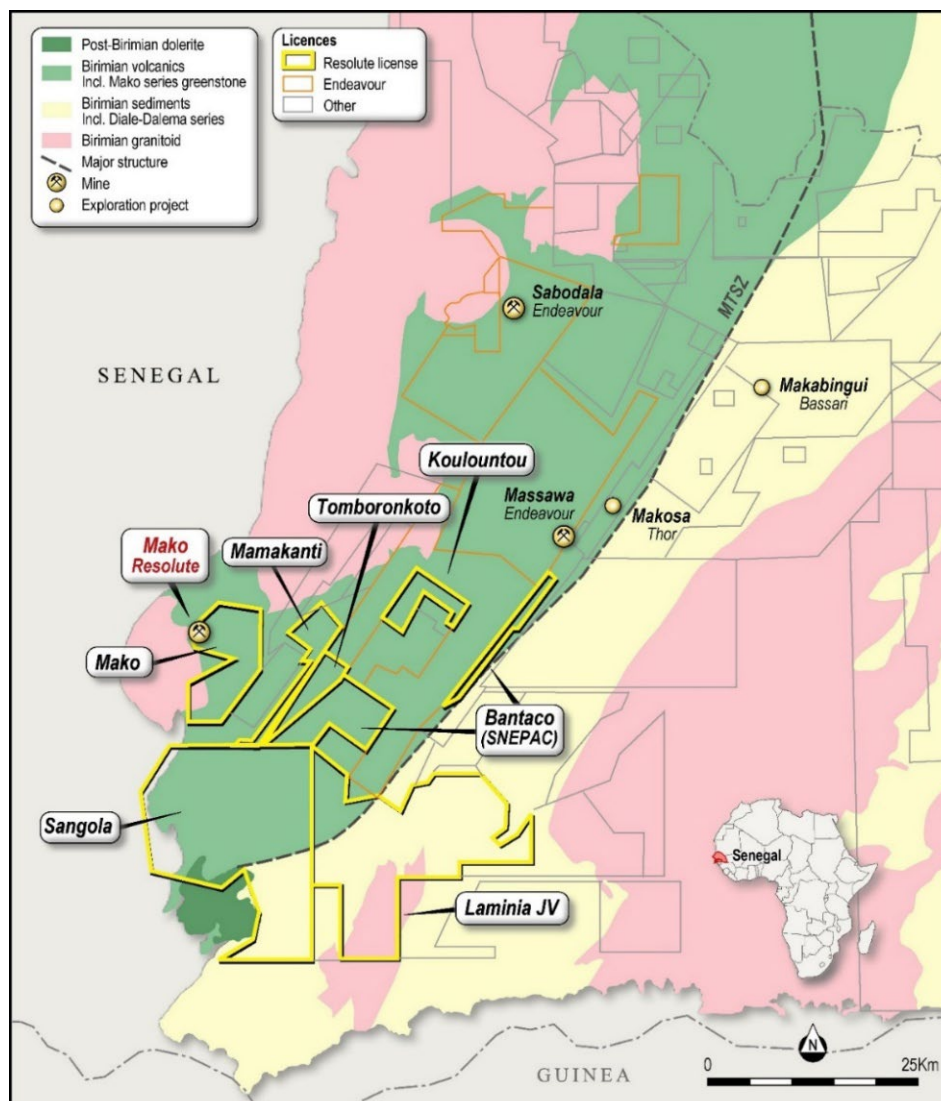 Post-Birimian dolerite
Birimian volcanics
Incl. Mako series greenstone
Birimian sediments
Incl. Diale-Dalema series
Birimian granitoid
Major structure
Mine
Exploration project
Licences
Resolute license
Endeavour
Other
MTSZ
Sabodala
Endeavour
SENEGAL
Makabingui
Bassari
Koulountou
Tomboronkoto
Massawa
Endeavour
Makosa
Thor
Mako
Resolute
Mamakanti
Mako
Bantaco
(SNEPAC)
Sangola
Laminia JV
Senegal
N
GUINEA
0
25Km